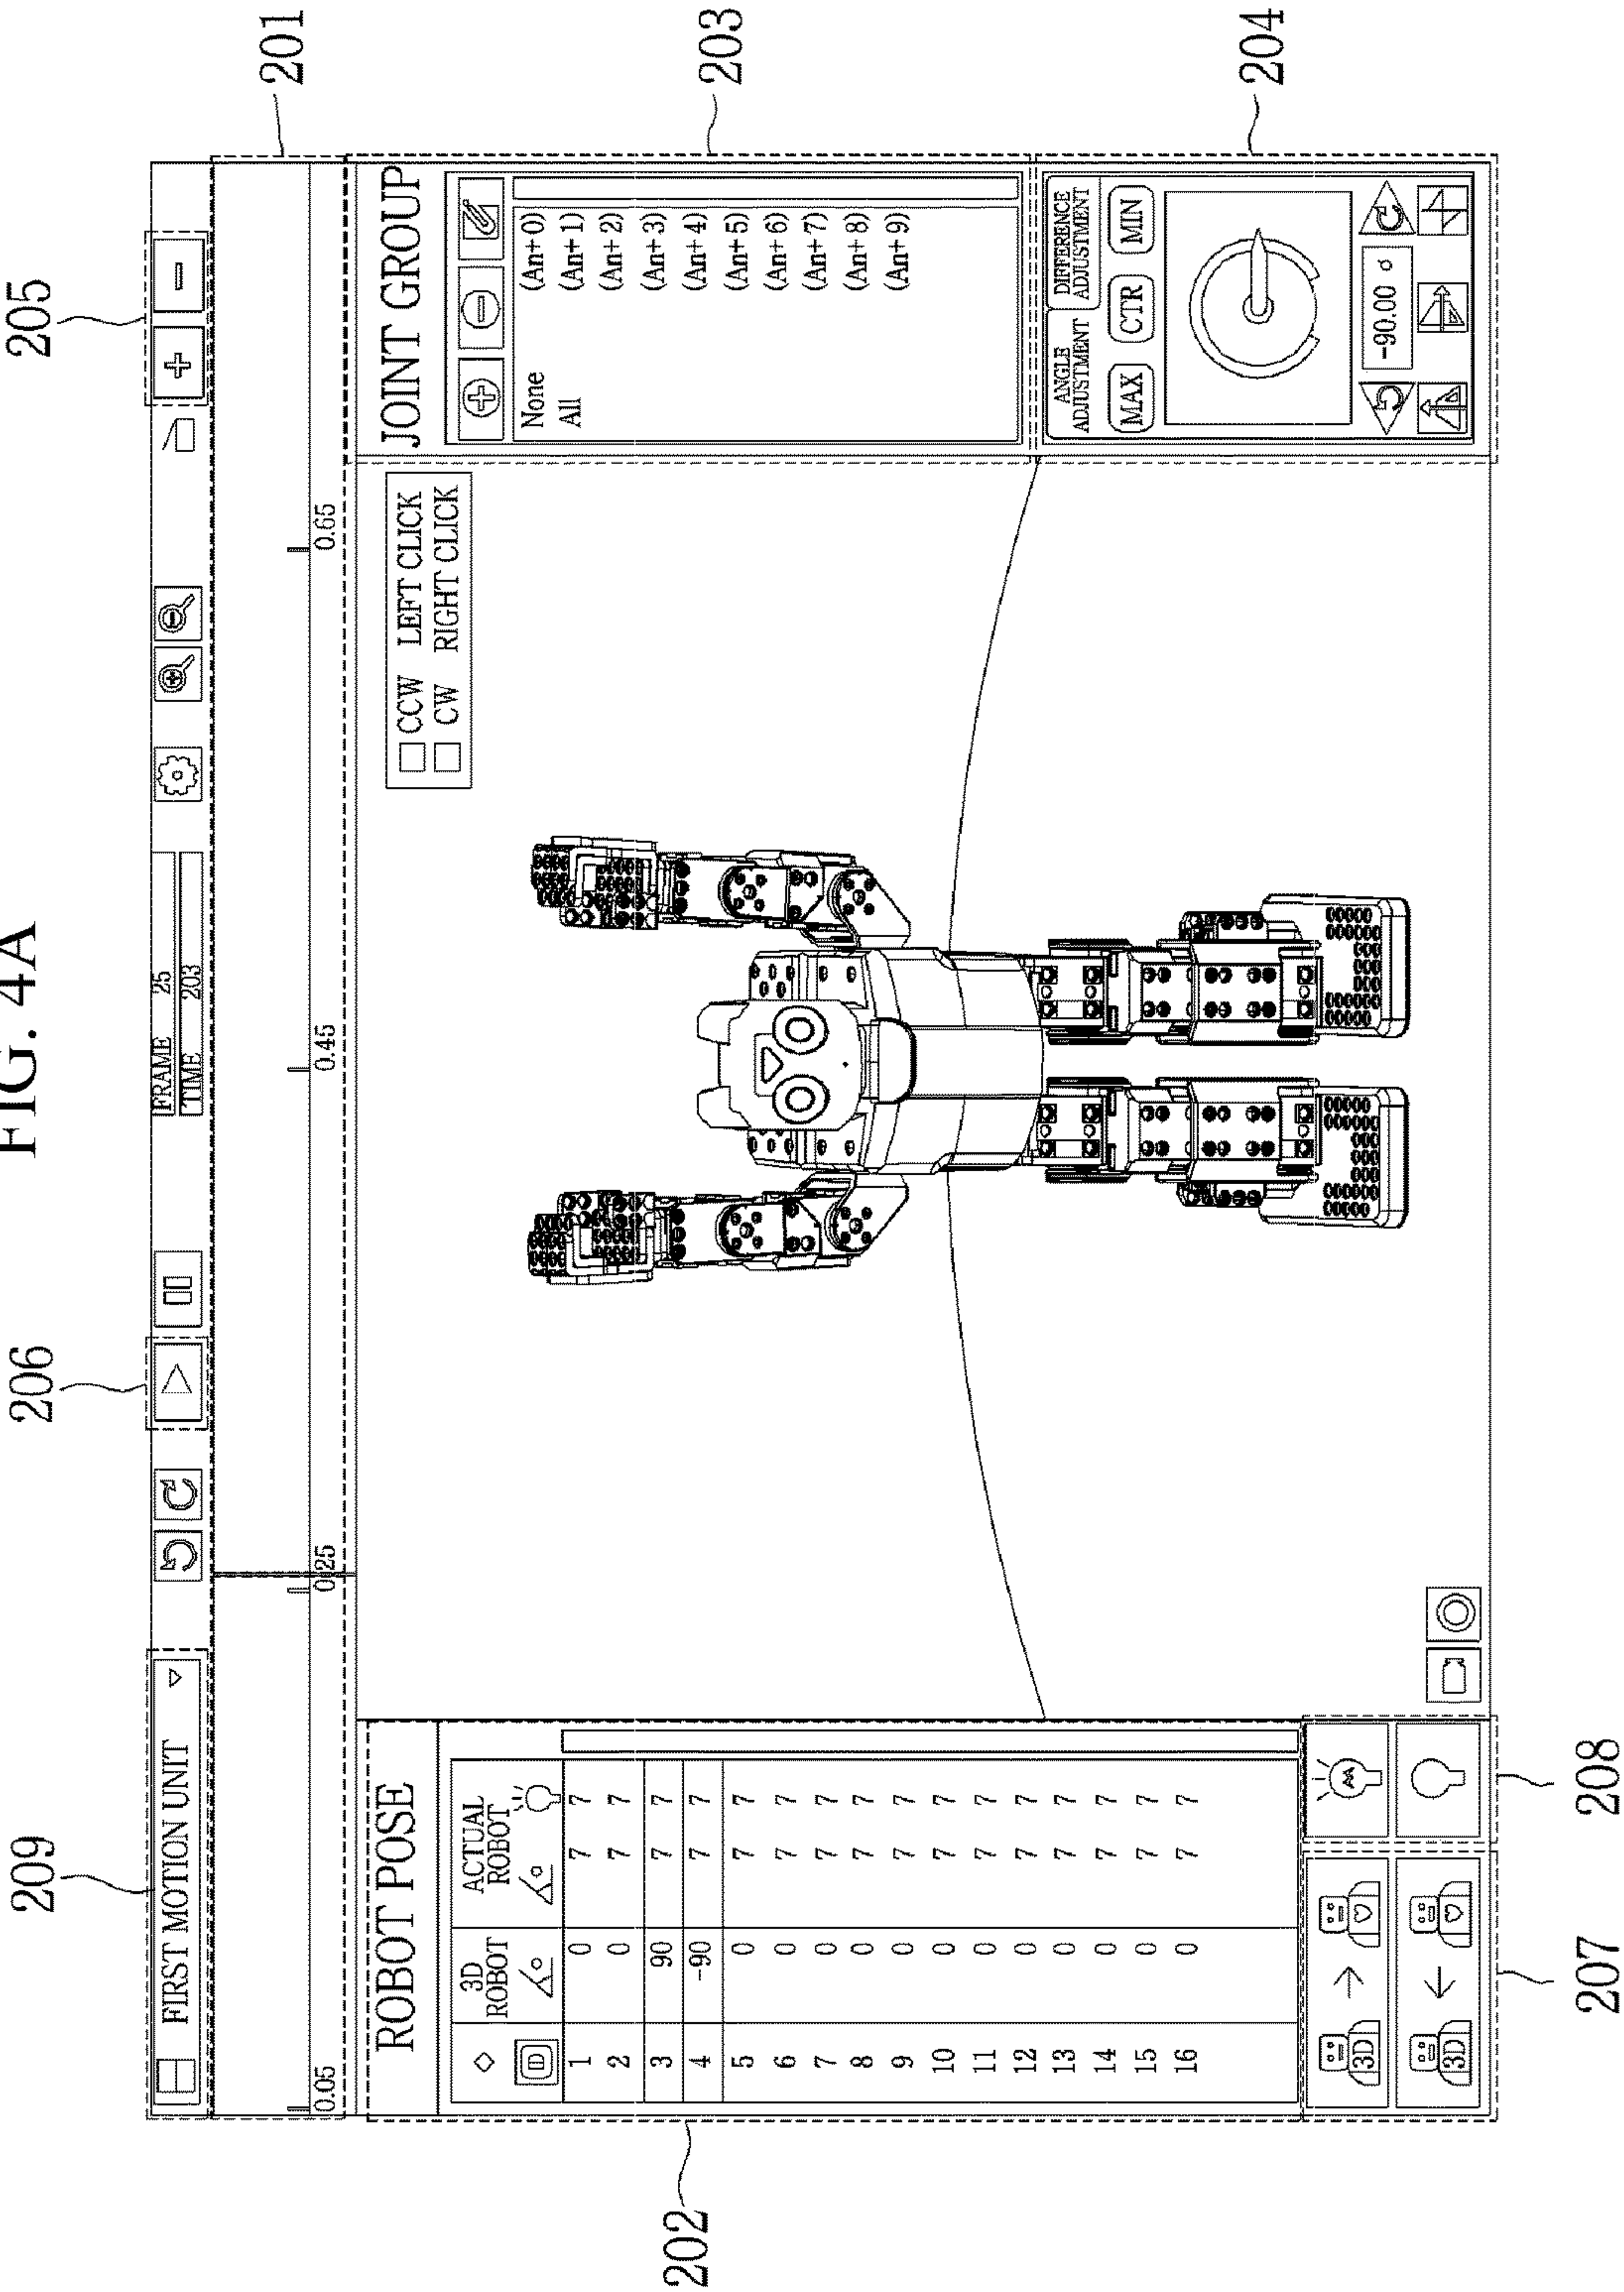 FIG. 4A
209
206
205
FIRST MOTION UNIT
FRAME 25
TIME 203
201
0.05
0.25
0.45
0.65
202
ROBOT POSE
3D ROBOT
ACTUAL ROBOT
1 0 7 7
2 0 7 7
3 90 7 7
4 -90 7 7
5 0 7 7
6 0 7 7
7 0 7 7
8 0 7 7
9 0 7 7
10 0 7 7
11 0 7 7
12 0 7 7
13 0 7 7
14 0 7 7
15 0 7 7
16 0 7 7
3D
3D
207
208
CCW LEFT CLICK
CW RIGHT CLICK
JOINT GROUP
None (An+0)
All (An+1)
(An+2)
(An+3)
(An+4)
(An+5)
(An+6)
(An+7)
(An+8)
(An+9)
203
ANGLE ADJUSTMENT
DIFFERENCE ADJUSTMENT
MAX CTR MIN
-90.00
204